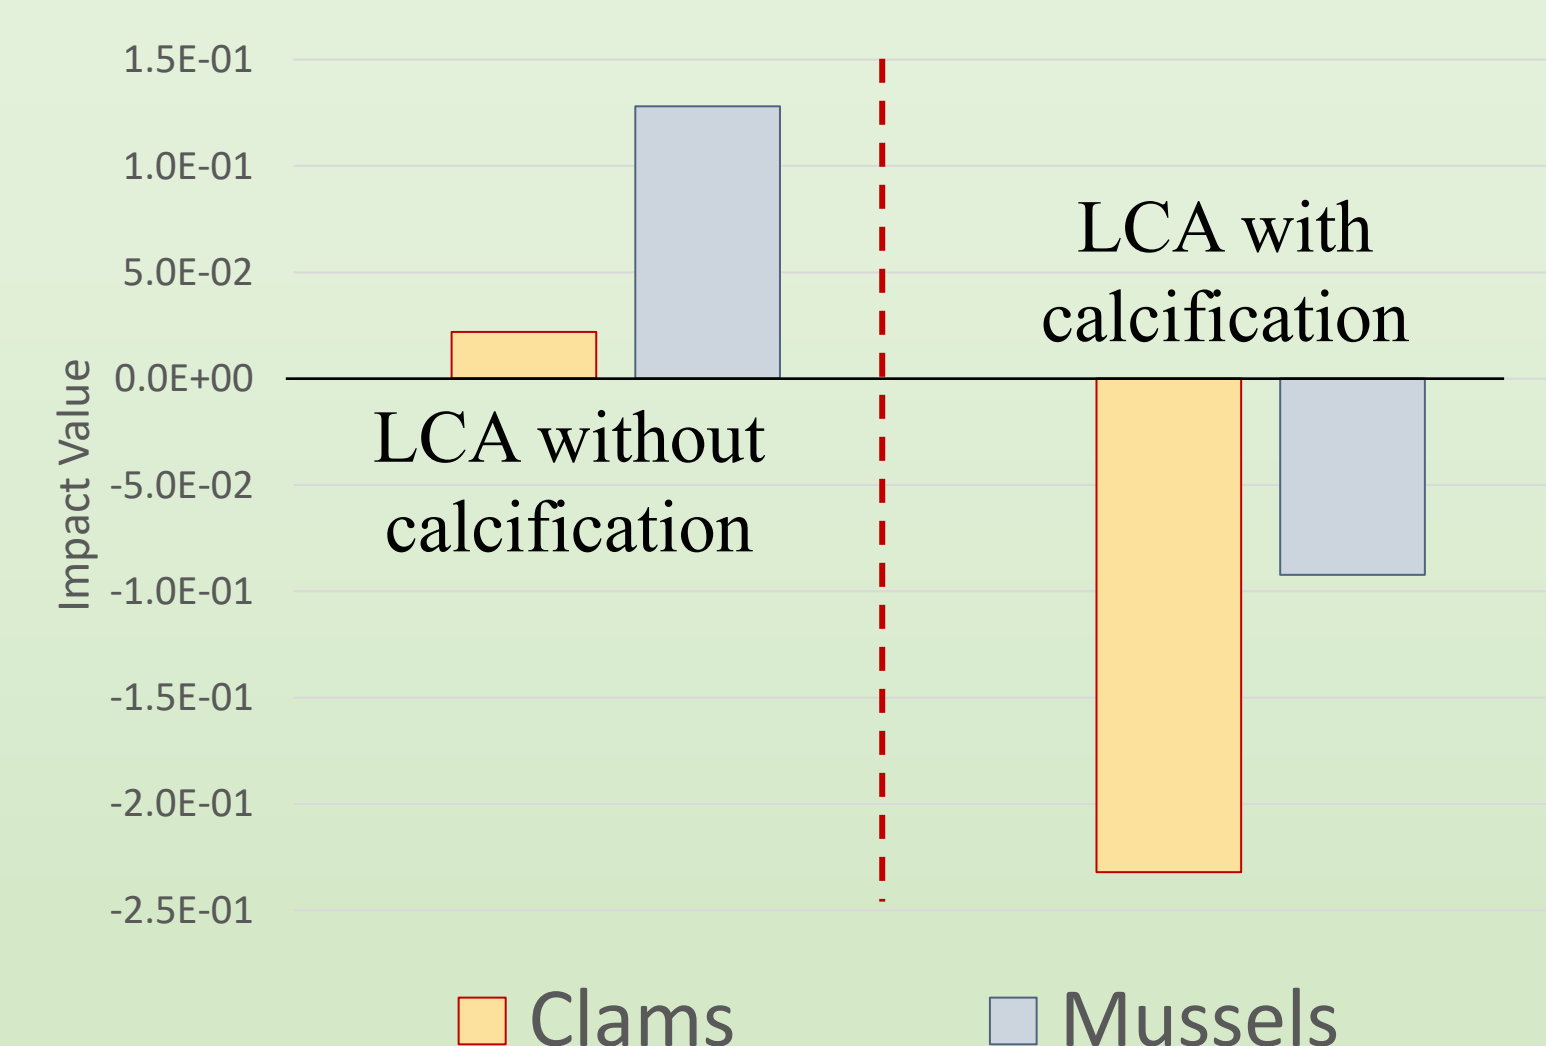 1.5E-01
1.0E-01
5.0E-02
0.0E+00
-5.0E-02
-1.0E-01
-1.5E-01
-2.0E-01
-2.5E-01
Impact Value
LCA without
calcification
LCA with
calcification
Clams
Mussels